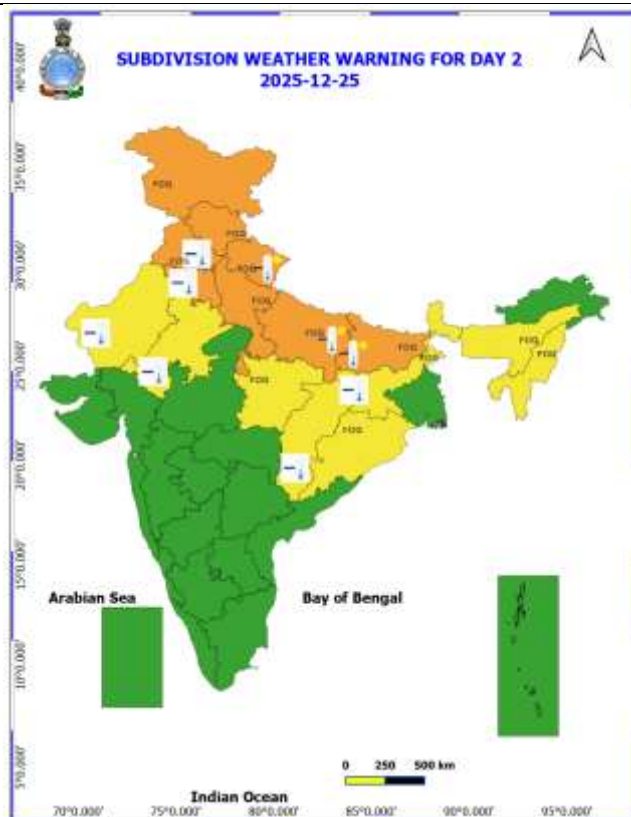 SUBDIVISION WEATHER WARNING FOR DAY 2
2025-12-25
40°0.000'
35°0.000'
30°0.000'
25°0.000'
20°0.000'
15°0.000'
10°0.000'
5°0.000'
FOG
FOG
FOG
FOG
FOG
FOG
FOG
FOG
FOG
FOG
FOG
FOG
Arabian Sea
Bay of Bengal
0 250 500 km
Indian Ocean
70°0.000' 75°0.000' 80°0.000' 85°0.000' 90°0.000' 95°0.000'